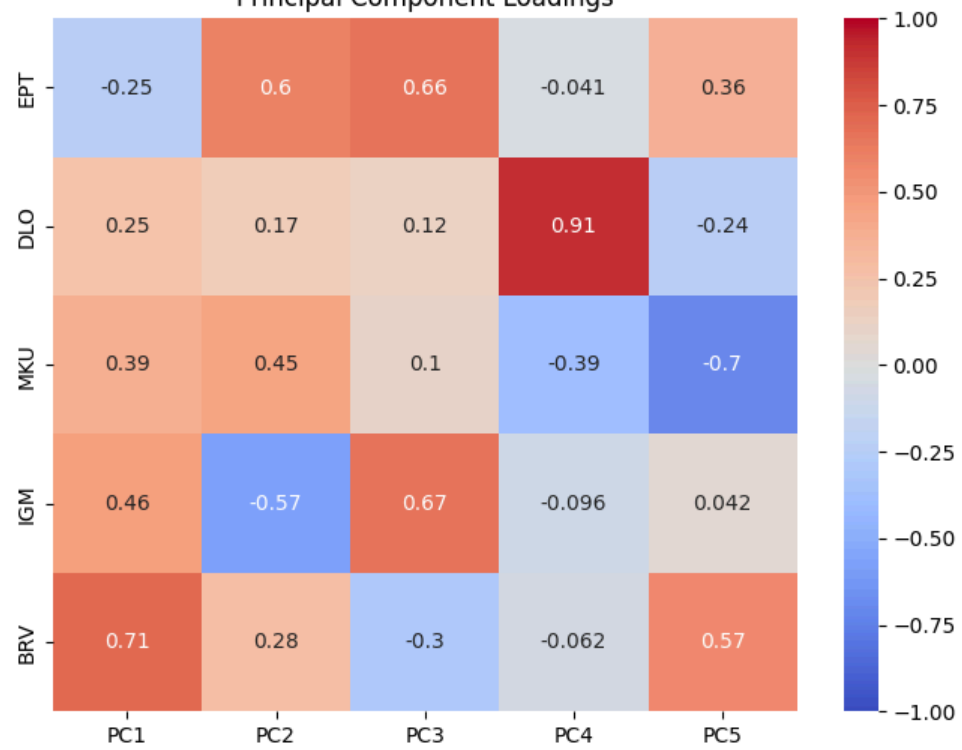 Principal Component Loadings
EPT -0.25 0.6 0.66 -0.041 0.36
DLO 0.25 0.17 0.12 0.91 -0.24
MKU 0.39 0.45 0.1 -0.39 -0.7
IGM 0.46 -0.57 0.67 -0.096 0.042
BRV 0.71 0.28 -0.3 -0.062 0.57
PC1 PC2 PC3 PC4 PC5
1.00
0.75
0.50
0.25
0.00
−0.25
−0.50
−0.75
−1.00